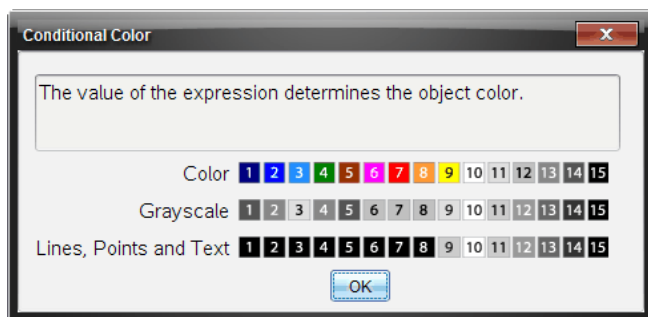 Conditional Color
The value of the expression determines the object color.
Color 1 2 3 4 5 6 7 8 9 10 11 12 13 14 15
Grayscale 1 2 3 4 5 6 7 8 9 10 11 12 13 14 15
Lines, Points and Text 1 2 3 4 5 6 7 8 9 10 11 12 13 14 15
OK